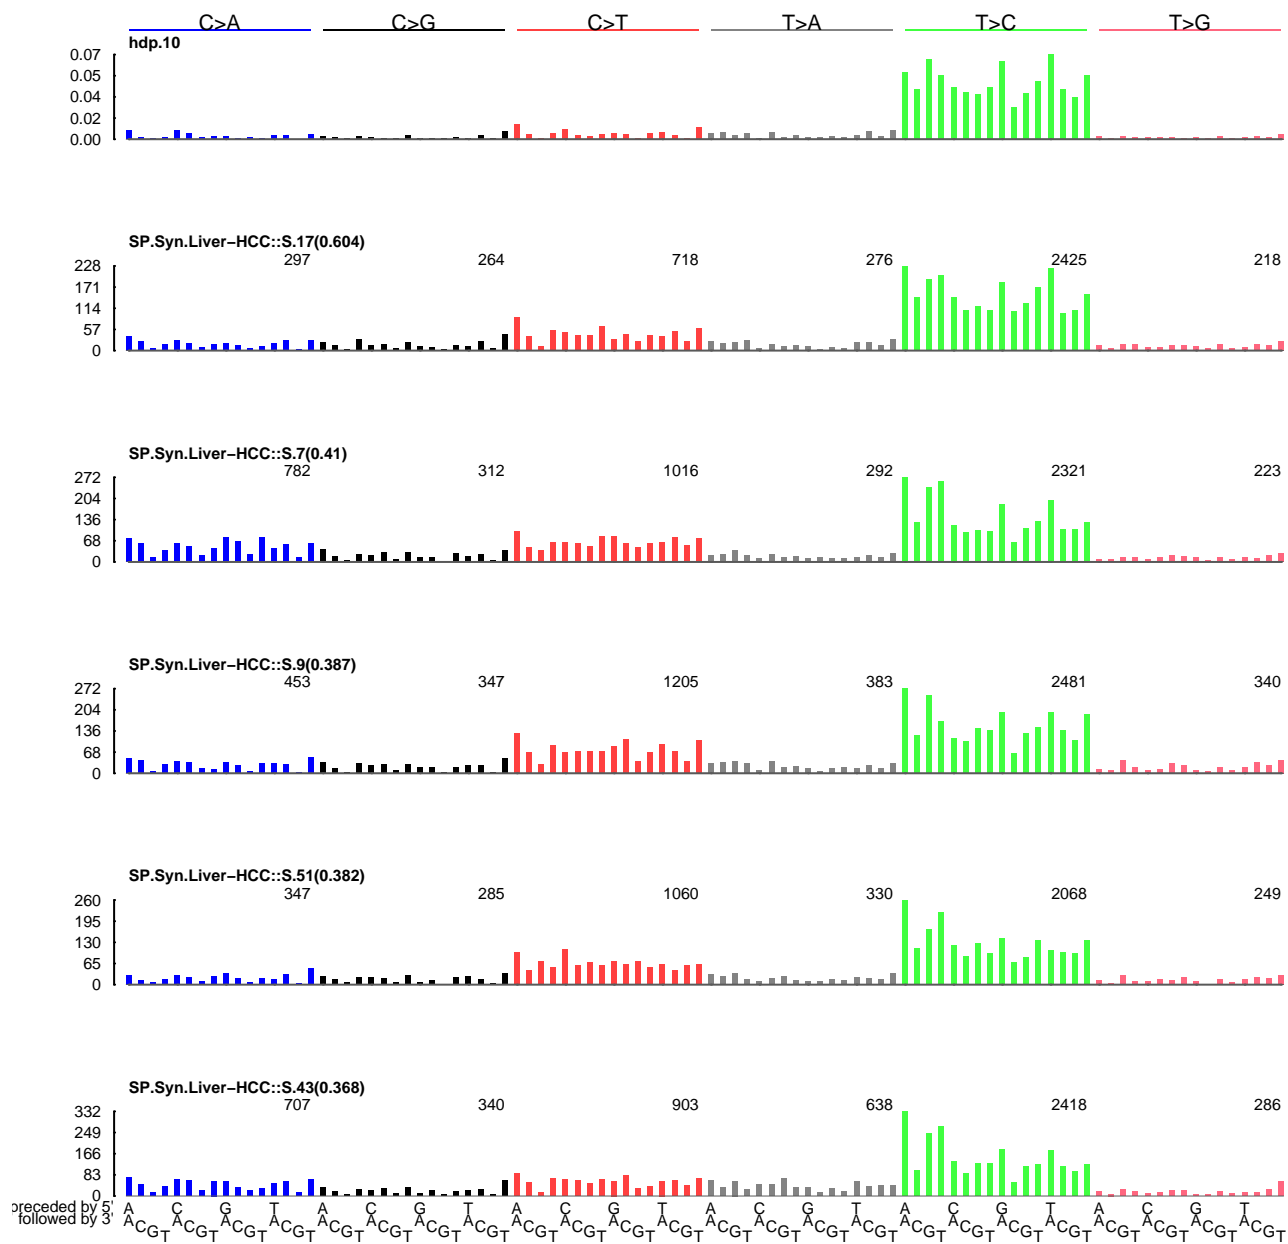 C>A C>G C>T T>A T>C T>G
hdp.10
0.07
0.05
0.04
0.02
0.00
SP.Syn.Liver−HCC::S.17(0.604)
297 264 718 276 2425 218
228
171
114
57
0
SP.Syn.Liver−HCC::S.7(0.41)
782 312 1016 292 2321 223
272
204
136
68
0
SP.Syn.Liver−HCC::S.9(0.387)
453 347 1205 383 2481 340
272
204
136
68
0
SP.Syn.Liver−HCC::S.51(0.382)
347 285 1060 330 2068 249
260
195
130
65
0
SP.Syn.Liver−HCC::S.43(0.368)
707 340 903 638 2418 286
332
249
166
83
0
preceded by 5' A C G T A C G T A C G T A C G T A C G T A C G T
followed by 3' A C G T A C G T A C G T A C G T A C G T A C G T A C G T A C G T A C G T A C G T A C G T A C G T A C G T A C G T A C G T A C G T A C G T A C G T A C G T A C G T A C G T A C G T A C G T A C G T